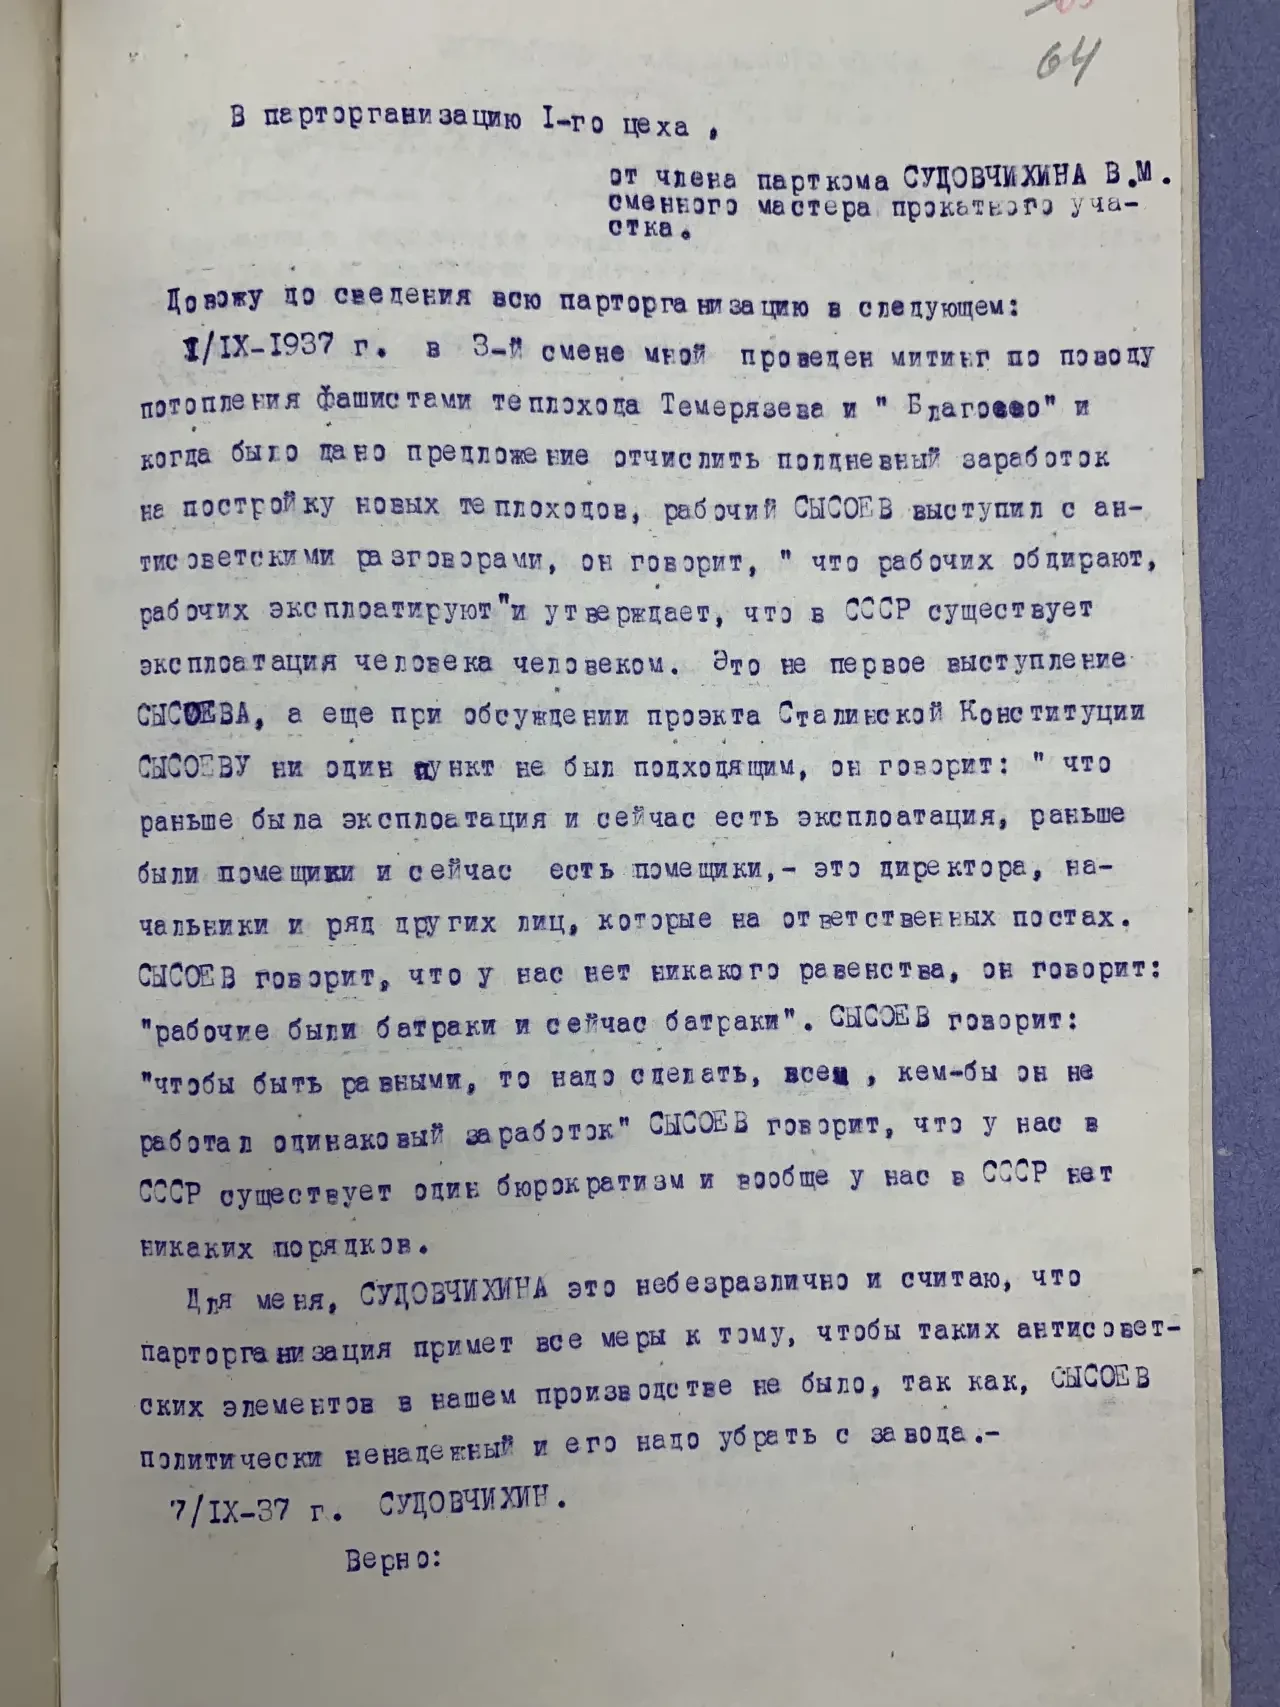 64
В парторганизацию I-го цеха ,
от члена парткома СУДОВЧИХИНА В.М.
сменного мастера прокатного уча-
стка.
Довожу до сведения всю парторганизацию в следующем:
I/IX-1937 г. в 3-й смене мной проведен митинг по поводу
потопления фашистами теплохода Темерязева и "
и
когда было дано предложение отчислить полдневный заработок
на постройку новых теплоходов, рабочий СЫСОЕВ выступил с ан-
тисоветскими разговорами, он говорит, " что рабочих обдирают,
рабочих эксплоатируют"и утверждает, что в СССР существует
эксплоатация человека человеком. Это не первое выступление
СЫСОЕВА, а еще при обсуждении проэкта Сталинской Конституции
СЫСОЕВУ ни один пункт не был подходящим, он говорит: " что
раньше была эксплоатация и сейчас есть эксплоатация, раньше
были помещики и сейчас есть помещики,- это директора, на-
чальники и ряд других лиц, которые на ответственных постах.
СЫСОЕВ говорит, что у нас нет никакого равенства, он говорит:
"рабочие были батраки и сейчас батраки". СЫСОЕВ говорит:
"чтобы быть равными, то надо сделать, всем , кем-бы он не
работал одинаковый заработок" СЫСОЕВ говорит, что у нас в
СССР существует один бюрократизм и вообще у нас в СССР нет
никаких порядков.
Для меня, СУДОВЧИХИНА это небезразлично и считаю, что
парторганизация примет все меры к тому, чтобы таких антисовет-
ских элементов в нашем производстве не было, так как, СЫСОЕВ
политически ненадежный и его надо убрать с завода.-
7/IX-37 г. СУДОВЧИХИН.
Верно: